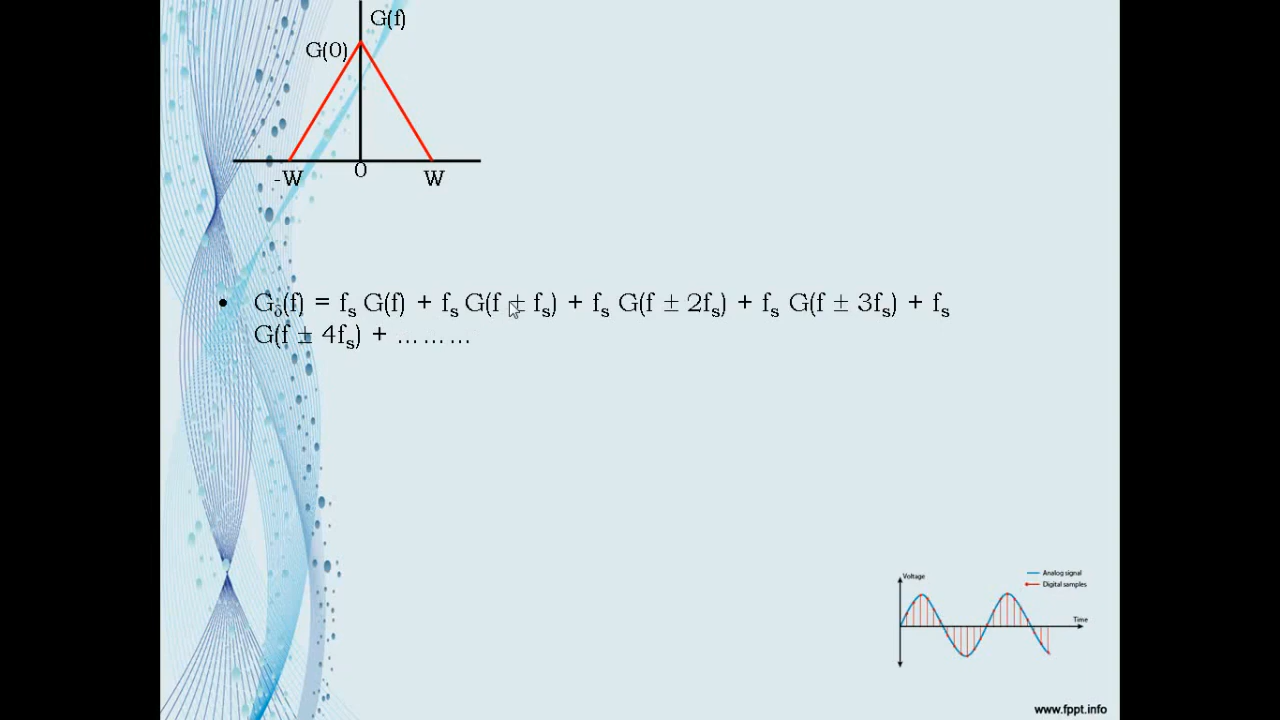 G(f)
G(0)
-W
0
W
• Gδ(f) = fs G(f) + fs G(f ± fs) + fs G(f ± 2fs) + fs G(f ± 3fs) + fs
G(f ± 4fs) + ………
Voltage
Analog signal
Digital samples
Time
www.fppt.info